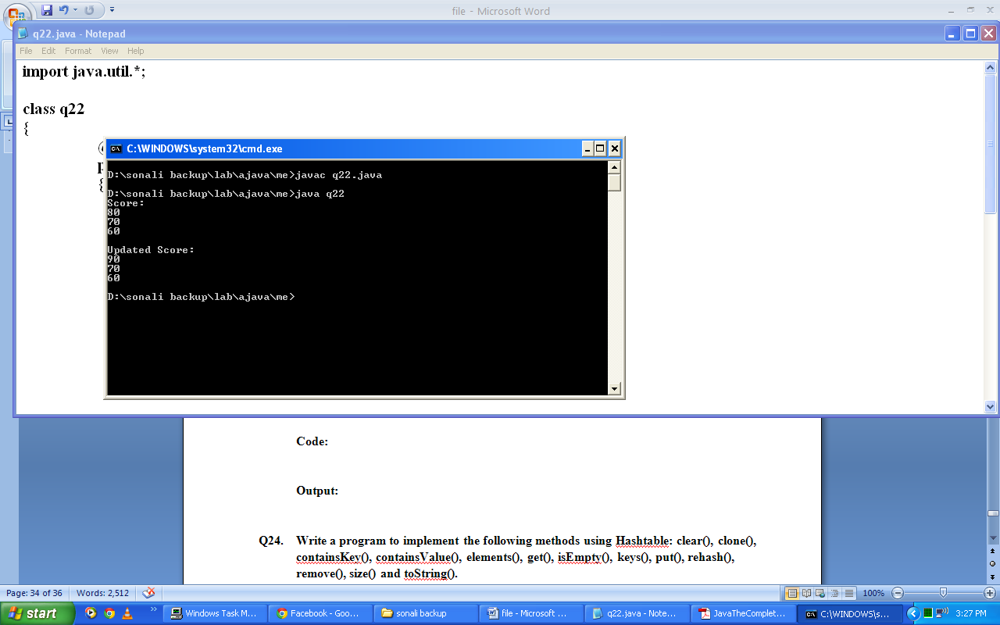 file - Microsoft Word
q22.java - Notepad
File Edit Format View Help
import java.util.*;
class q22
{
C:\WINDOWS\system32\cmd.exe
D:\sonali backup\lab\ajava\me>javac q22.java
D:\sonali backup\lab\ajava\me>java q22
Score:
80
70
60
Updated Score:
90
70
60
D:\sonali backup\lab\ajava\me>
{
Code:
Output:
Q24. Write a program to implement the following methods using Hashtable: clear(), clone(),
containsKey(), containsValue(), elements(), get(), isEmpty(), keys(), put(), rehash(),
remove(), size() and toString().
Page: 34 of 36 Words: 2,512 100%
start Windows Task M... Facebook - Goo... sonali backup file - Microsoft ... q22.java - Note... JavaTheComplet... C:\WINDOWS\s... 3:27 PM